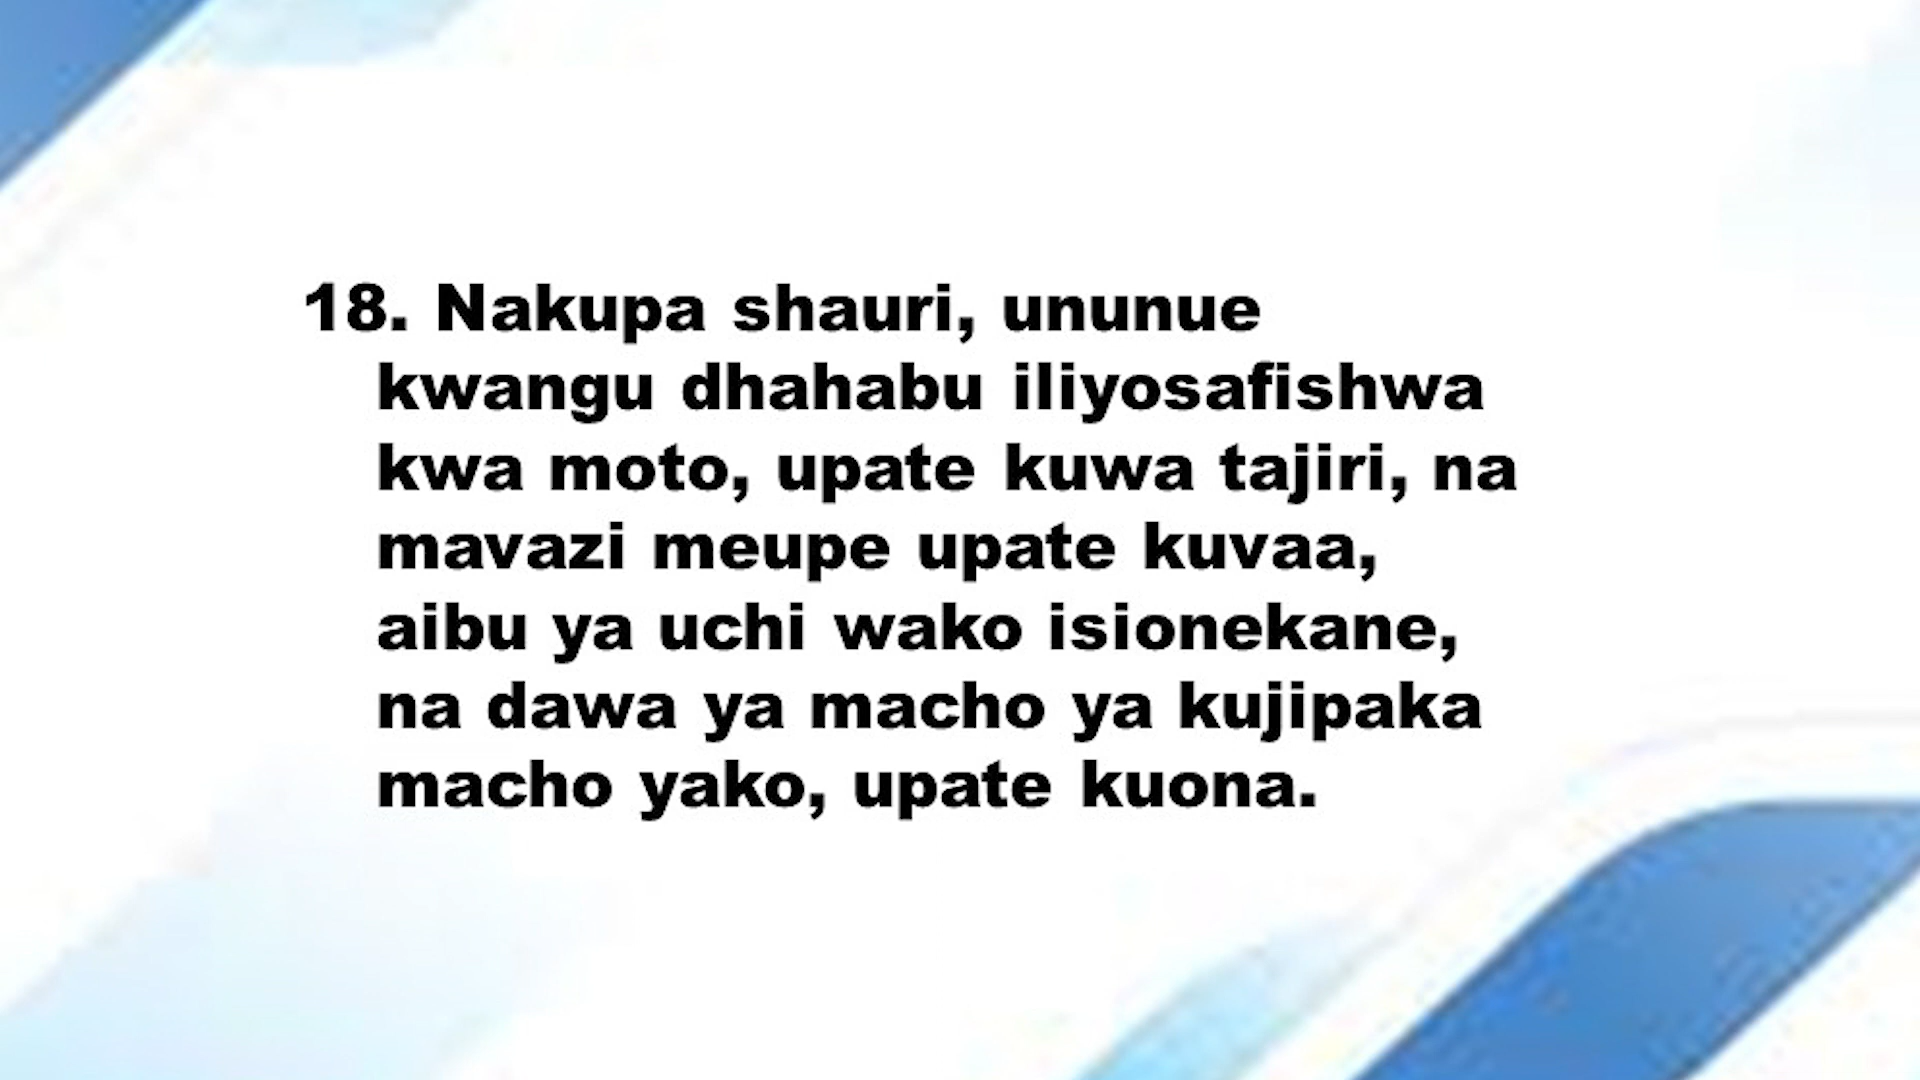 18. Nakupa shauri, ununue
kwangu dhahabu iliyosafishwa
kwa moto, upate kuwa tajiri, na
mavazi meupe upate kuvaa,
aibu ya uchi wako isionekane,
na dawa ya macho ya kujipaka
macho yako, upate kuona.